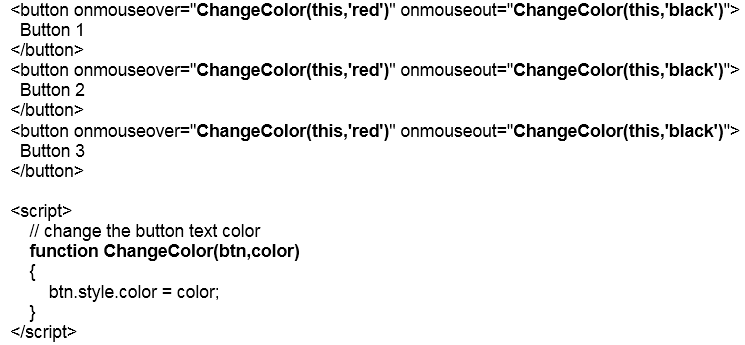 <button onmouseover="ChangeColor(this,'red')" onmouseout="ChangeColor(this,'black')">
Button 1
</button>
<button onmouseover="ChangeColor(this,'red')" onmouseout="ChangeColor(this,'black')">
Button 2
</button>
<button onmouseover="ChangeColor(this,'red')" onmouseout="ChangeColor(this,'black')">
Button 3
</button>
<script>
// change the button text color
function ChangeColor(btn,color)
{
btn.style.color = color;
}
</script>